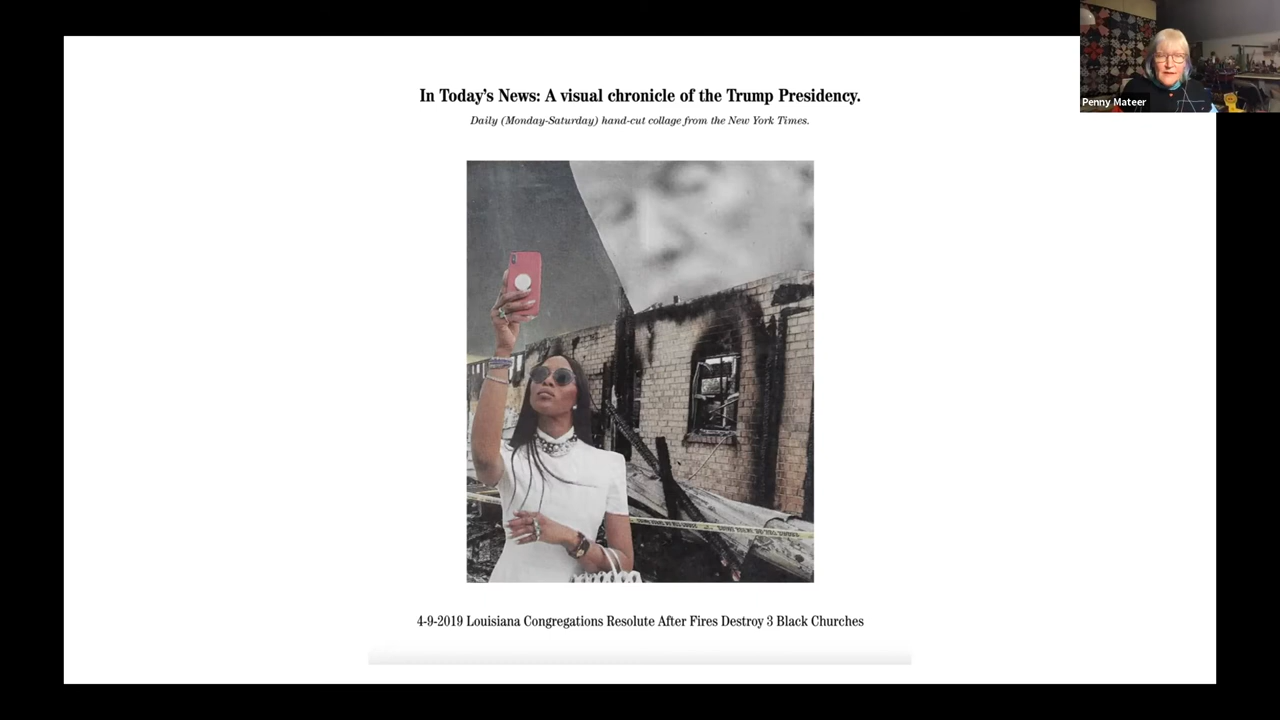 In Today’s News: A visual chronicle of the Trump Presidency.
Daily (Monday-Saturday) hand-cut collage from the New York Times.
Penny Mateer
4-9-2019 Louisiana Congregations Resolute After Fires Destroy 3 Black Churches